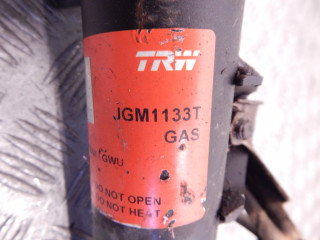 TRW
JGM1133T
GAS
GWU
DO NOT OPEN
DO NOT HEAT